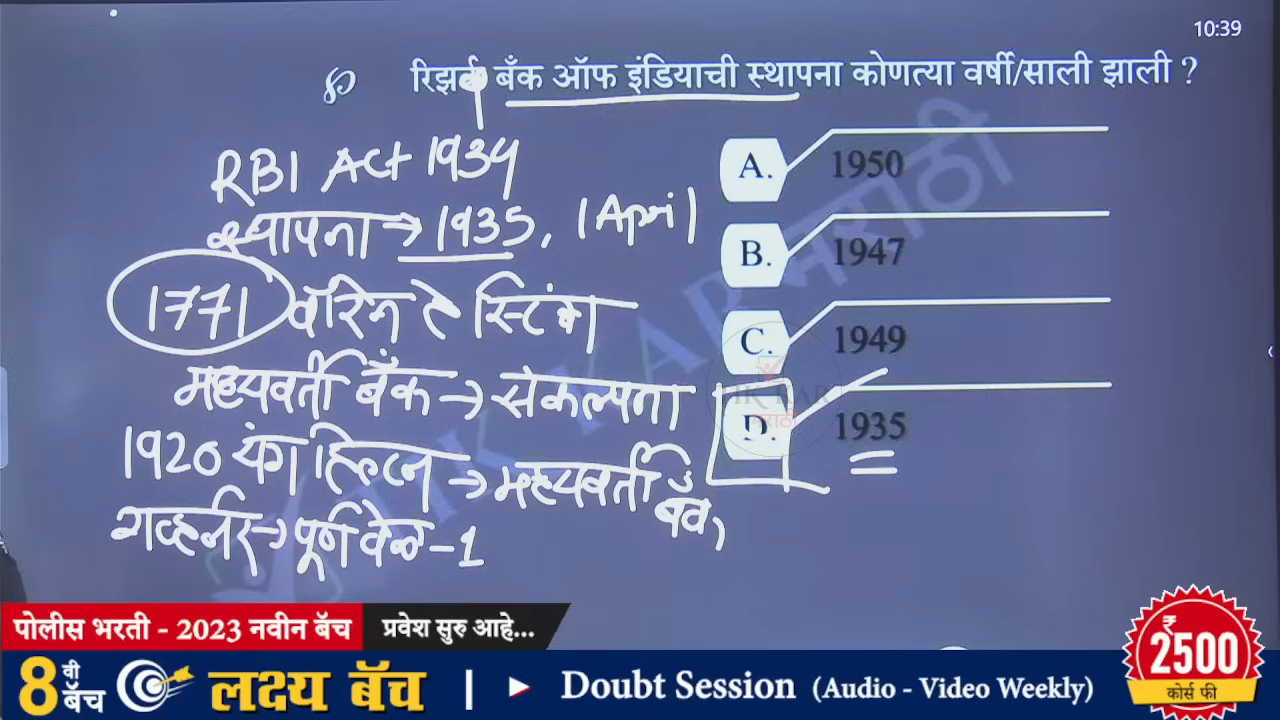 10:39
रिझर्व बँक ऑफ इंडियाची स्थापना कोणत्या वर्षी/साली झाली ?
RBI Act 1934
स्थापना → 1935, 1 April
1771 वॉरेन हेस्टिंग
मध्यवर्ती बँक → संकल्पना
1920 यंग हिल्टन → मध्यवर्ती बँक
गव्हर्नर → पूर्ण वेळ - 1
A. 1950
B. 1947
C. 1949
D. 1935
पोलीस भरती - 2023 नवीन बॅच
प्रवेश सुरु आहे...
8 वी बॅच
लक्ष्य बॅच
Doubt Session (Audio - Video Weekly)
₹ 2500
कोर्स फी